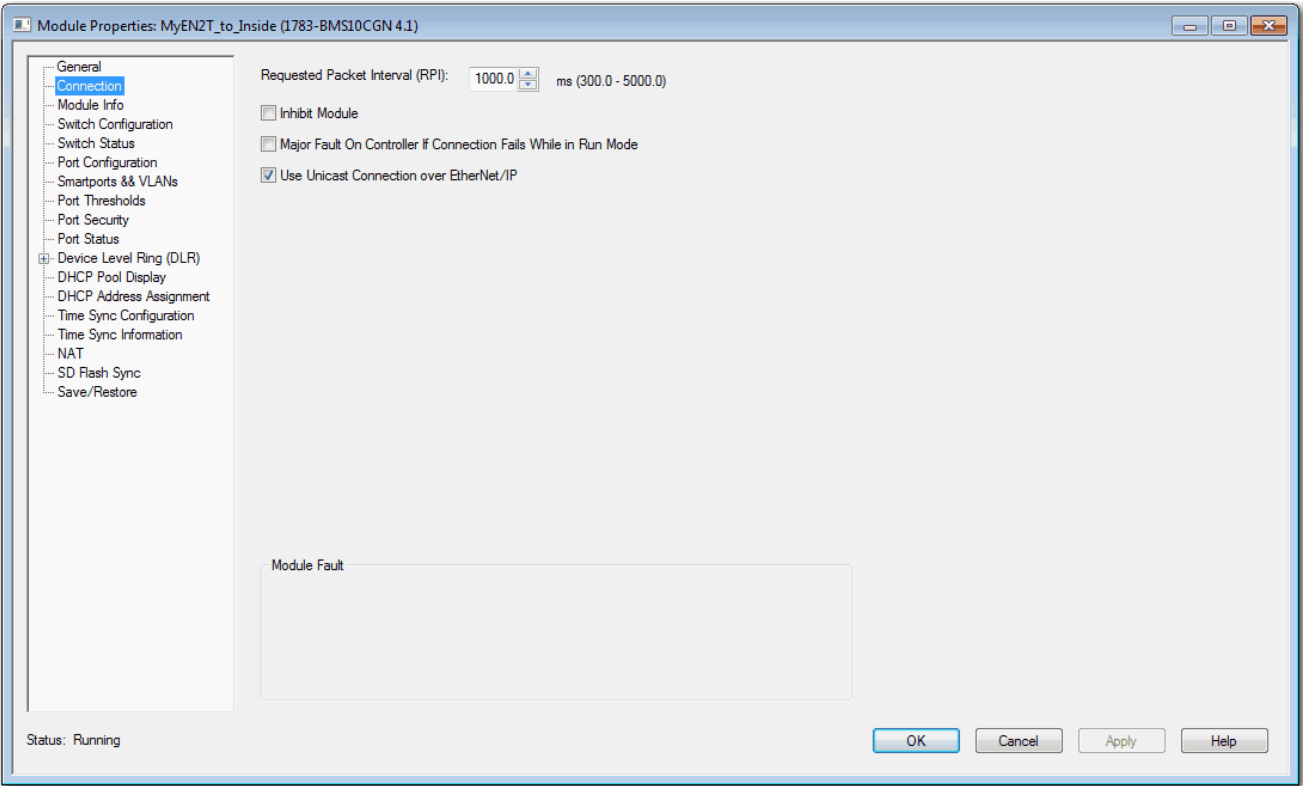 Module Properties: MyEN2T_to_Inside (1783-BMS10CGN 4.1)
General
Connection
Module Info
Switch Configuration
Switch Status
Port Configuration
Smartports && VLANs
Port Thresholds
Port Security
Port Status
Device Level Ring (DLR)
DHCP Pool Display
DHCP Address Assignment
Time Sync Configuration
Time Sync Information
NAT
SD Flash Sync
Save/Restore
Requested Packet Interval (RPI): 1000.0 ms (300.0 - 5000.0)
Inhibit Module
Major Fault On Controller If Connection Fails While in Run Mode
Use Unicast Connection over EtherNet/IP
Module Fault
Status: Running
OK Cancel Apply Help